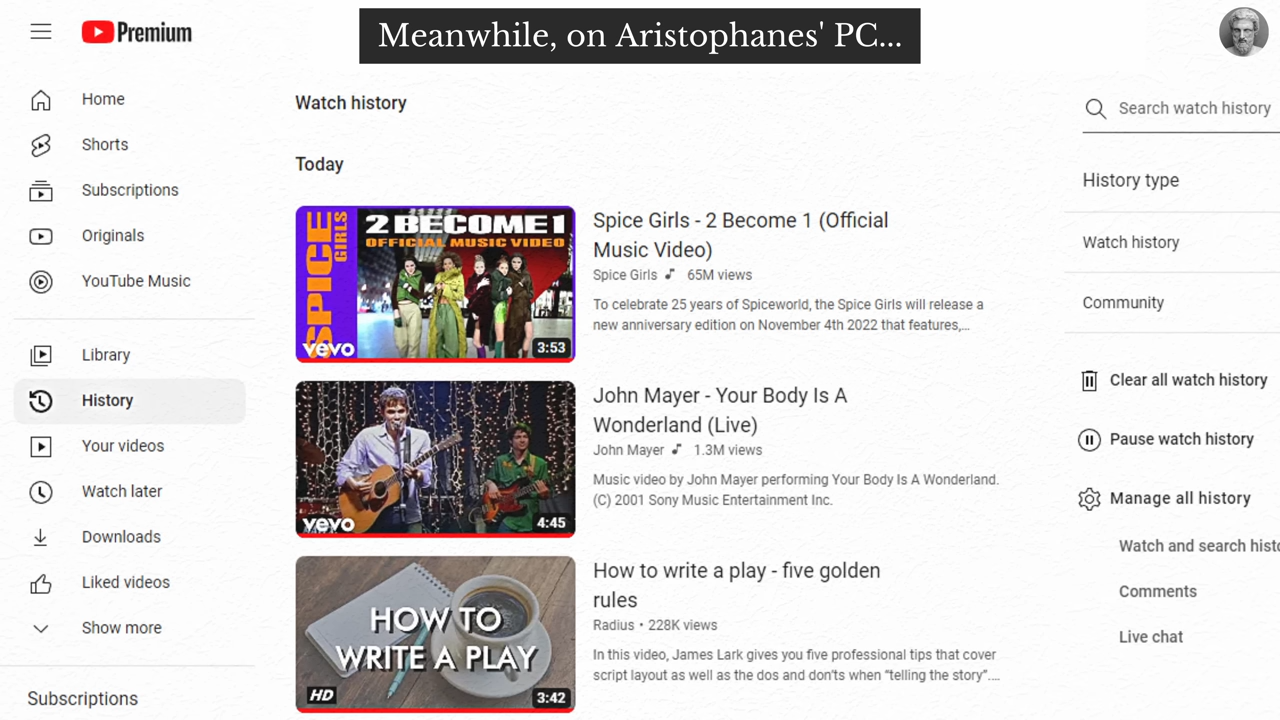 Premium
Meanwhile, on Aristophanes' PC...
Home
Shorts
Subscriptions
Originals
YouTube Music
Library
History
Your videos
Watch later
Downloads
Liked videos
Show more
Subscriptions
Watch history
Today
SPICE
GIRLS
2 BECOME 1
OFFICIAL MUSIC VIDEO
vevo
3:53
Spice Girls - 2 Become 1 (Official
Music Video)
Spice Girls 65M views
To celebrate 25 years of Spiceworld, the Spice Girls will release a
new anniversary edition on November 4th 2022 that features,...
vevo
4:45
John Mayer - Your Body Is A
Wonderland (Live)
John Mayer 1.3M views
Music video by John Mayer performing Your Body Is A Wonderland.
(C) 2001 Sony Music Entertainment Inc.
HOW TO
WRITE A PLAY
HD
3:42
How to write a play - five golden
rules
Radius • 228K views
In this video, James Lark gives you five professional tips that cover
script layout as well as the dos and don'ts when “telling the story”....
Search watch history
History type
Watch history
Community
Clear all watch history
Pause watch history
Manage all history
Watch and search histo
Comments
Live chat